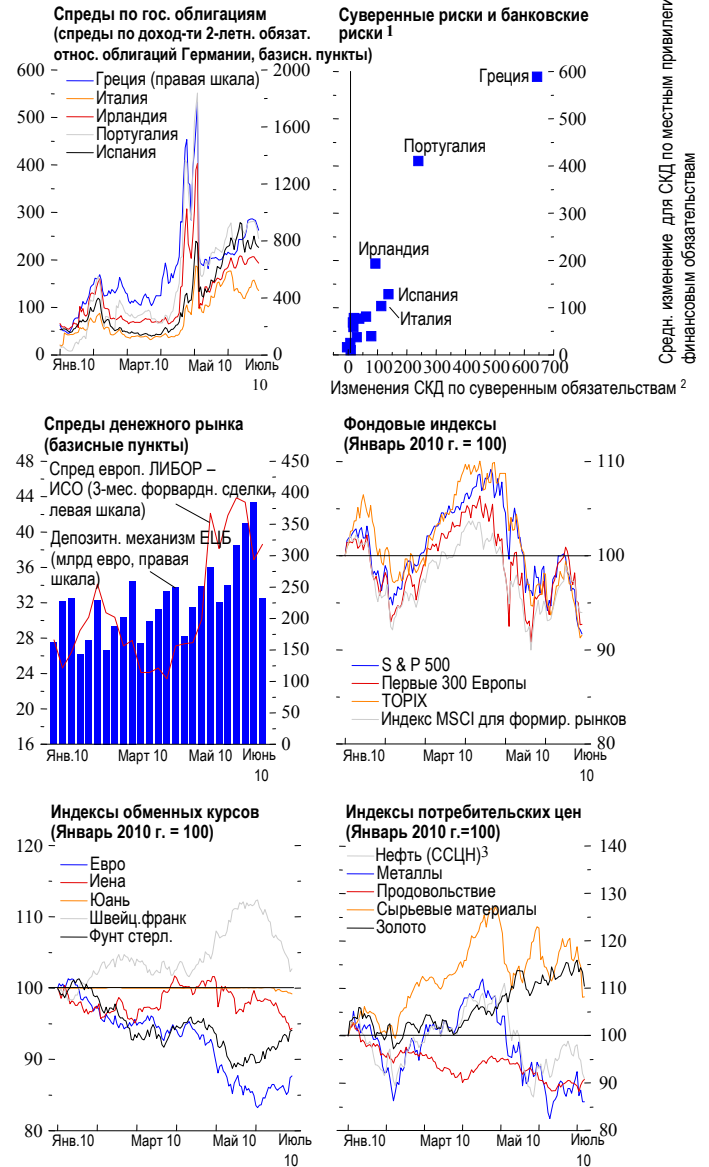 Спреды по гос. облигациям
(спреды по доход-ти 2-летн. обязат.
относ. облигаций Германии, базисн. пункты)
600
500
400
300
200
100
0
2000
1600
1200
800
400
0
Греция (правая шкала)
Италия
Ирландия
Португалия
Испания
Янв.10
Март.10
Май 10
Июль
10
Суверенные риски и банковские
риски 1
Греция
Португалия
Ирландия
Испания
Италия
600
500
400
300
200
100
0
0 100 200 300 400 500 600 700
Изменения СКД по суверенным обязательствам 2
Средн. изменение для СКД по местным привилеги
финансовым обязательствам
Спреды денежного рынка
(базисные пункты)
48
44
40
36
32
28
24
20
16
450
400
350
300
250
200
150
100
50
0
Спред европ. ЛИБОР –
ИСО (3-мес. форвардн. сделки,
левая шкала)
Депозитн. механизм ЕЦБ
(млрд евро, правая
шкала)
Янв.10
Март 10
Май 10
Июнь
10
Фондовые индексы
(Январь 2010 г. = 100)
110
100
90
80
S & P 500
Первые 300 Европы
TOPIX
Индекс MSCI для формир. рынков
Янв.10
Март 10
Май 10
Июнь
10
Индексы обменных курсов
(Январь 2010 г. = 100)
120
110
100
90
80
Евро
Иена
Юань
Швейц.франк
Фунт стерл.
Янв.10
Март 10
Май 10
Июль
10
Индексы потребительских цен
(Январь 2010 г.=100)
140
130
120
110
100
90
80
Нефть (ССЦН)3
Металлы
Продовольствие
Сырьевые материалы
Золото
Янв.10
Март 10
Май 10
Июль
10